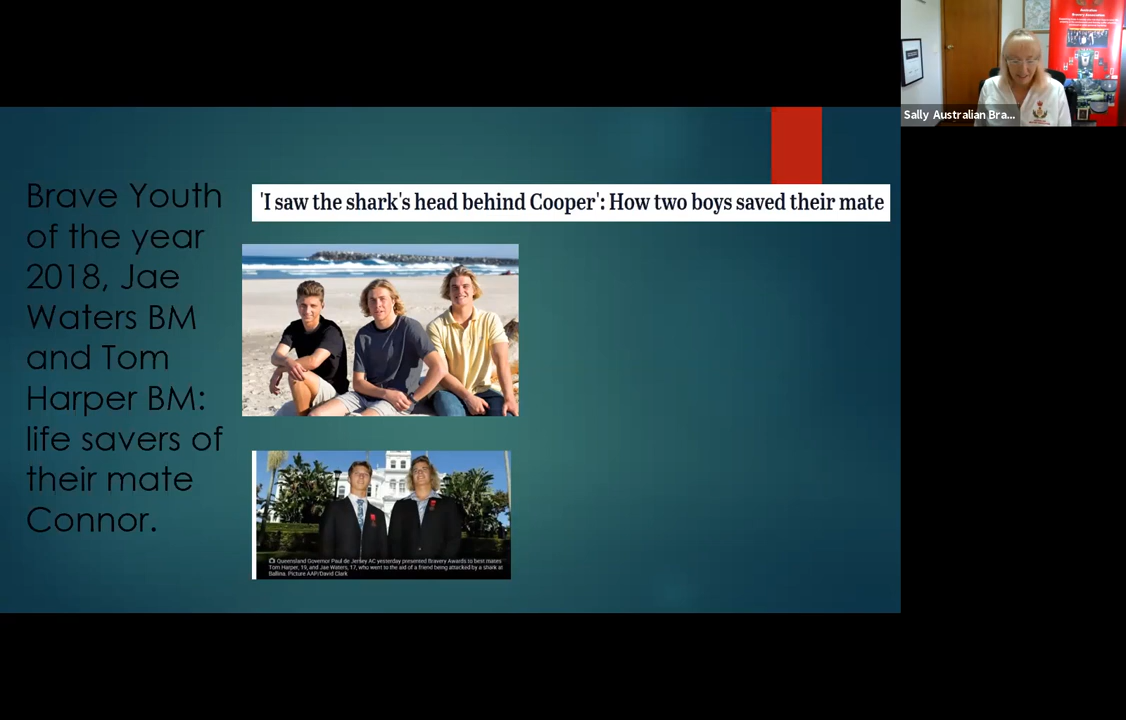 Sally Australian Bra...
Brave Youth
of the year
2018, Jae
Waters BM
and Tom
Harper BM:
life savers of
their mate
Connor.
'I saw the shark's head behind Cooper': How two boys saved their mate
Queensland Governor Paul de Jersey AC yesterday presented Bravery Awards to best mates
Tom Harper, 19, and Jae Waters, 17, who went to the aid of a friend being attacked by a shark at
Ballina. Picture AAP/David Clark